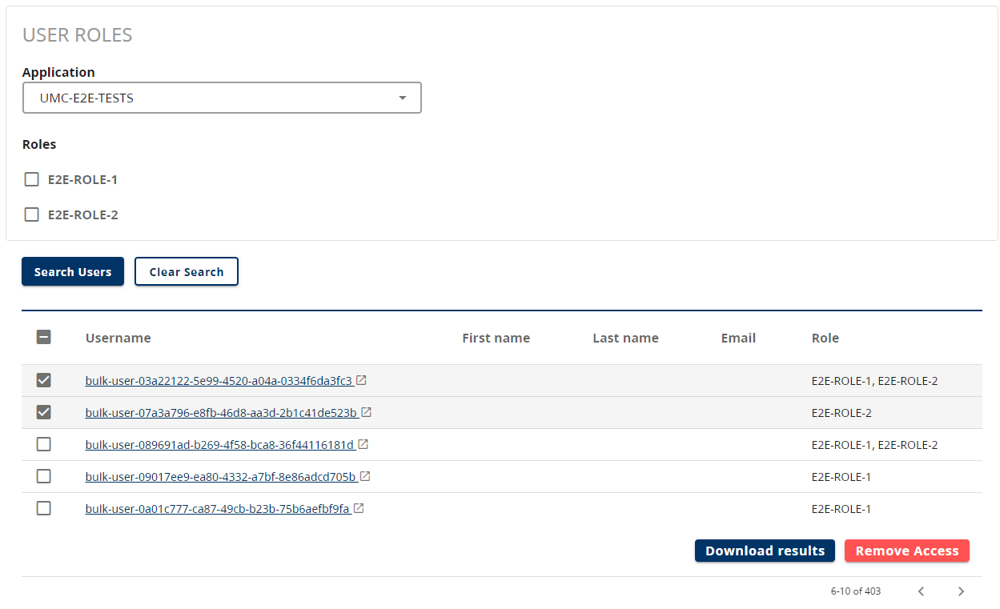 USER ROLES
Application
UMC-E2E-TESTS
Roles
E2E-ROLE-1
E2E-ROLE-2
Search Users Clear Search
Username First name Last name Email Role
bulk-user-03a22122-5e99-4520-a04a-0334f6da3fc3 E2E-ROLE-1, E2E-ROLE-2
bulk-user-07a3a796-e8fb-46d8-aa3d-2b1c41de523b E2E-ROLE-2
bulk-user-089691ad-b269-4f58-bca8-36f44116181d E2E-ROLE-1, E2E-ROLE-2
bulk-user-09017ee9-ea80-4332-a7bf-8e86adcd705b E2E-ROLE-1
bulk-user-0a01c777-ca87-49cb-b23b-75b6aefbf9fa E2E-ROLE-1
Download results Remove Access
6-10 of 403